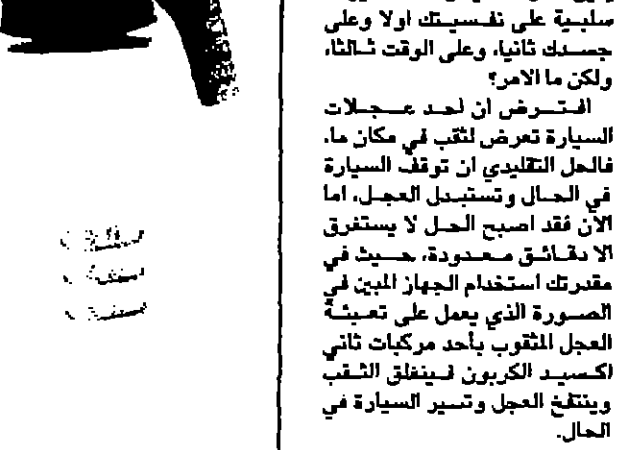 سلبية على نفسيتك اولا وعلى
جسدك ثانيا، وعلى الوقت ثالثا،
ولكن ما الامر؟
افترض ان احد عجلات
السيارة تعرض لثقب في مكان ما.
فالحل التقليدي ان توقف السيارة
في الحال وتستبدل العجل، اما
الآن فقد اصبح الحل لا يستغرق
الا دقائق معدودة، حيث في
مقدرتك استخدام الجهاز المبين في
الصورة الذي يعمل على تعبئة
العجل المثقوب بأحد مركبات ثاني
اكسيد الكربون فينغلق الثقب
وينتفخ العجل وتسير السيارة في
الحال.